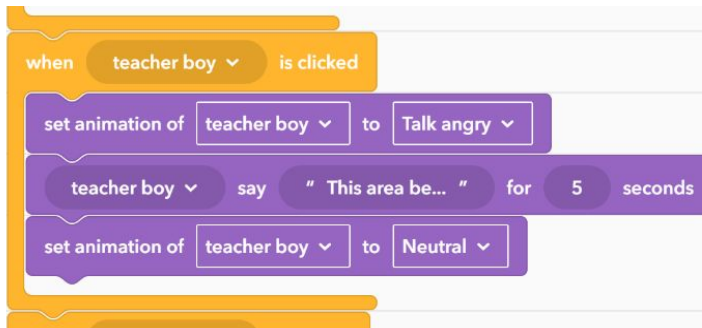 when teacher boy is clicked
set animation of teacher boy to Talk angry
teacher boy say " This area be... " for 5 seconds
set animation of teacher boy to Neutral